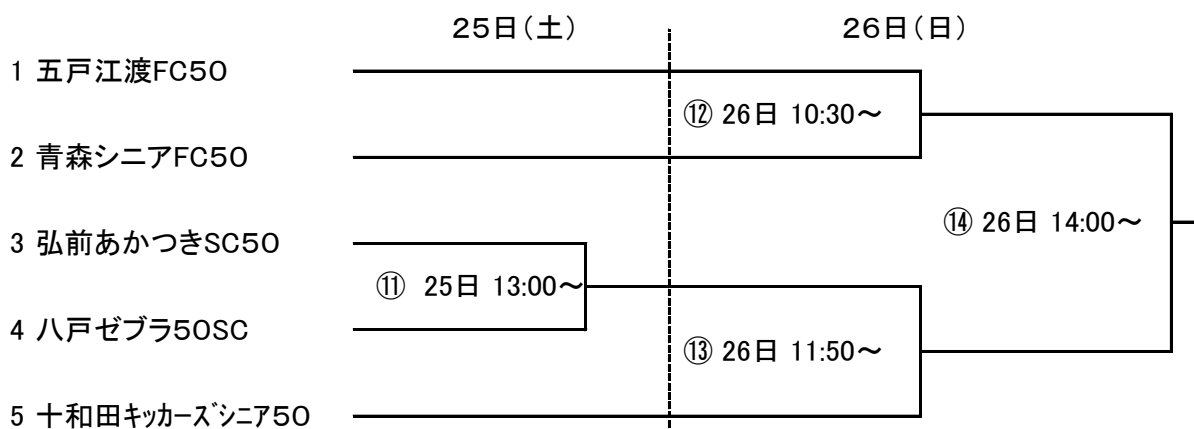 25日(土) 26日(日)
1 五戸江渡FC50
⑫ 26日 10:30～
2 青森シニアFC50
⑭ 26日 14:00～
3 弘前あかつきSC50
⑪ 25日 13:00～
4 八戸ゼブラ50SC
⑬ 26日 11:50～
5 十和田ｷｯｶｰｽﾞｼﾆｱ50